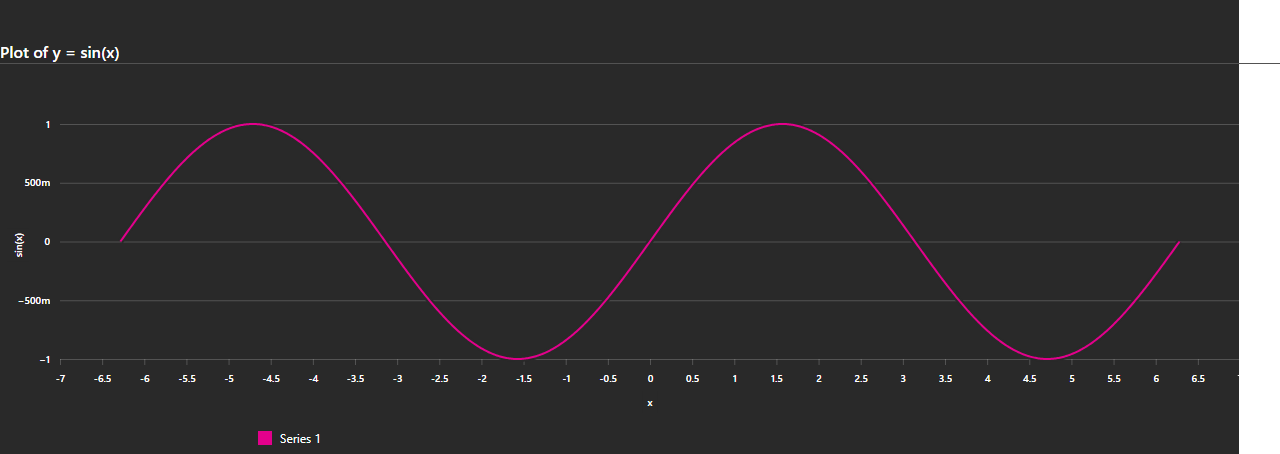 Plot of y = sin(x)
1
500m
0
−500m
−1
sin(x)
-7 -6.5 -6 -5.5 -5 -4.5 -4 -3.5 -3 -2.5 -2 -1.5 -1 -0.5 0 0.5 1 1.5 2 2.5 3 3.5 4 4.5 5 5.5 6 6.5
x
Series 1